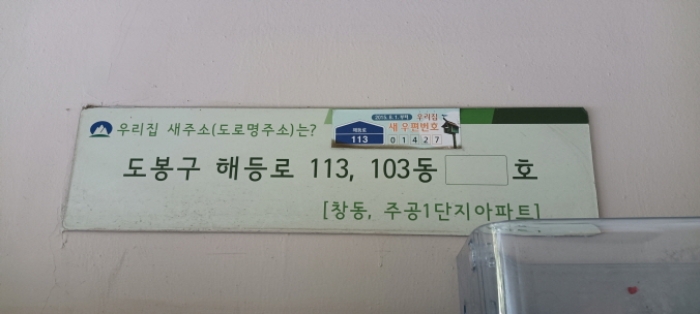 우리집 새주소(도로명주소)는?
2015. 8. 1. 부터 우리집
새 우편번호
해등로
113
01427
도봉구 해등로 113, 103동 호
[창동, 주공1단지아파트]